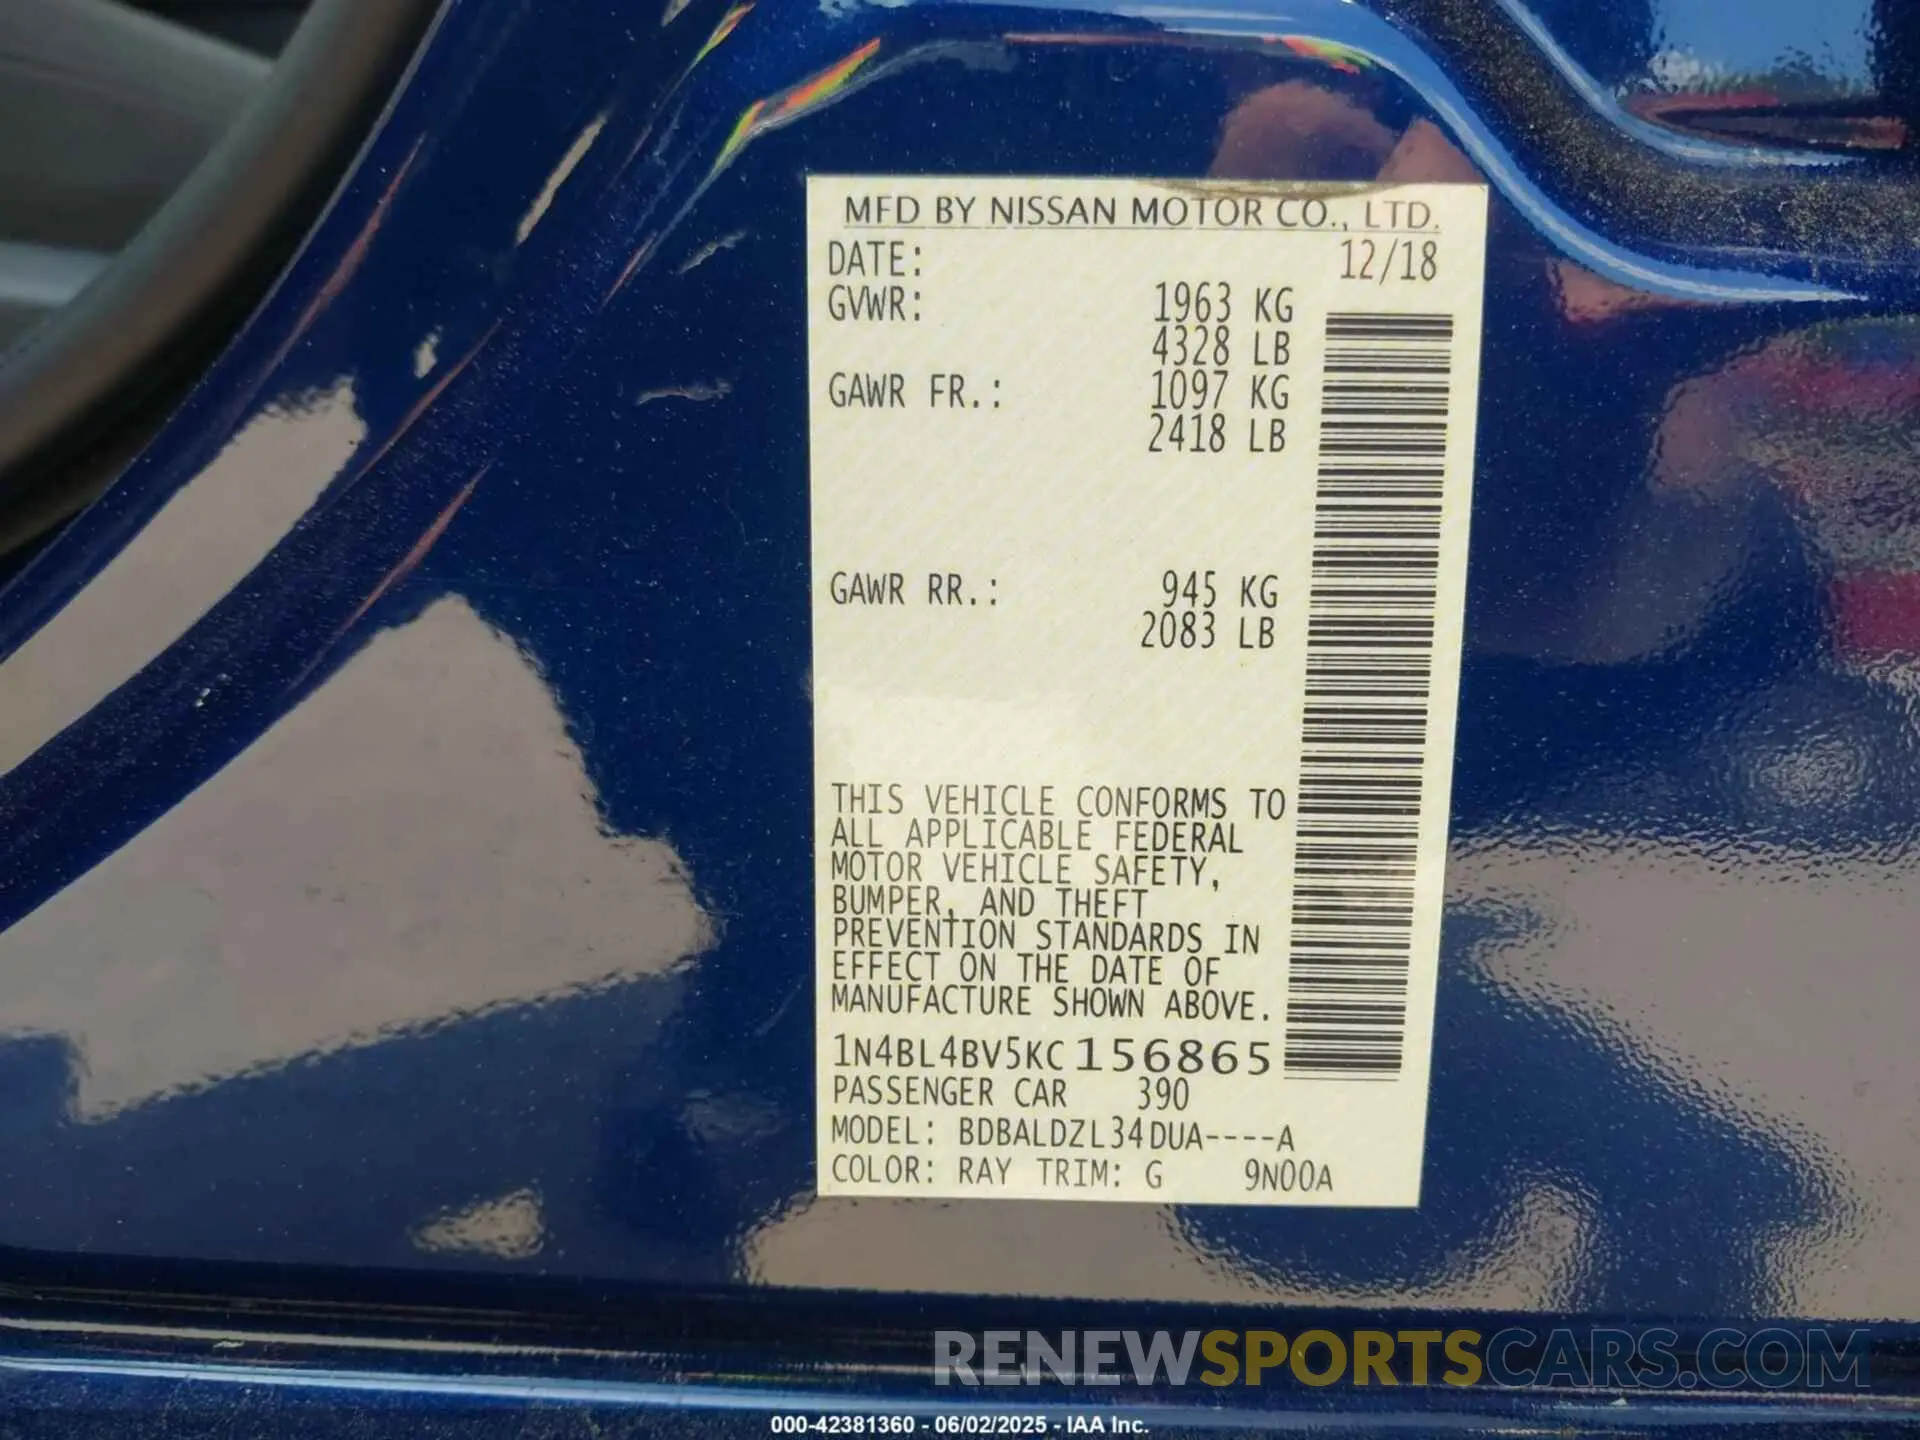 MFD BY NISSAN MOTOR CO., LTD.
DATE: 12/18
GVWR: 1963 KG
4328 LB
GAWR FR.: 1097 KG
2418 LB
GAWR RR.: 945 KG
2083 LB
THIS VEHICLE CONFORMS TO
ALL APPLICABLE FEDERAL
MOTOR VEHICLE SAFETY,
BUMPER, AND THEFT
PREVENTION STANDARDS IN
EFFECT ON THE DATE OF
MANUFACTURE SHOWN ABOVE.
1N4BL4BV5KC156865
PASSENGER CAR 390
MODEL: BDBALDZL34DUA----A
COLOR: RAY TRIM: G 9N00A
RENEWSPORTSCARS.COM
000-42381360 - 06/02/2025 - IAA Inc.